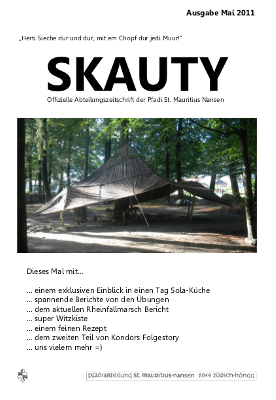 Ausgabe Mai 2011
„Herti Sieche dur und dur, mit em Chopf dur jedi Muur!"
SKAUTY
Offizielle Abteilungszeitschrift der Pfadi St. Mauritius Nansen
Dieses Mal mit...
... einem exklusiven Einblick in einen Tag Sola-Küche
... spannende Berichte von den Übungen
... dem aktuellen Rheinfallmarsch Bericht
... super Witzkiste
... einem feinen Rezept
... dem zweiten Teil von Kondors Folgestory
... uns vielem mehr =)
pfadiabteilung st. mauritius-nansen 8049 zürich-höngg